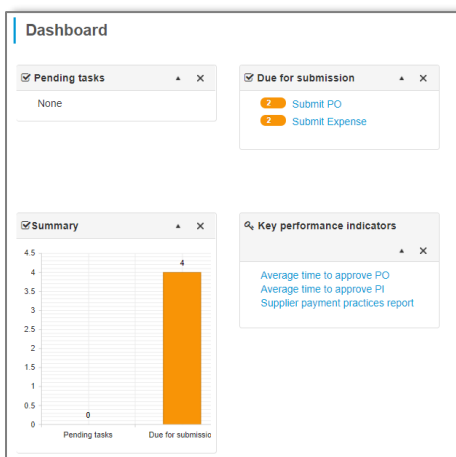 Dashboard
Pending tasks
None
Due for submission
2 Submit PO
2 Submit Expense
Summary
4.5
4
3.5
3
2.5
2
1.5
1
0.5
0
0
4
Pending tasks
Due for submissic
Key performance indicators
Average time to approve PO
Average time to approve PI
Supplier payment practices report